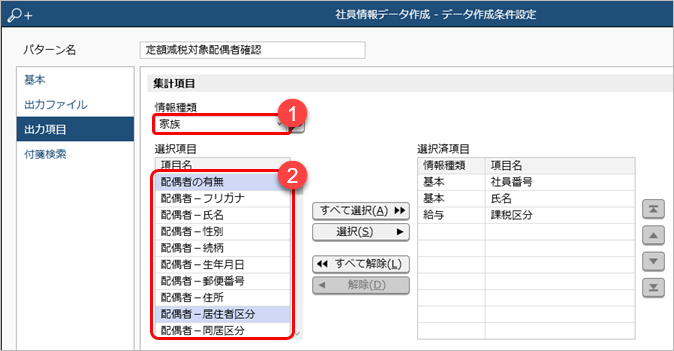 社員情報データ作成 - データ作成条件設定
パターン名
定額減税対象配偶者確認
基本
出力ファイル
出力項目
付箋検索
集計項目
情報種類
家族
1
選択項目
項目名
2
配偶者の有無
配偶者－フリガナ
配偶者－氏名
配偶者－性別
配偶者－続柄
配偶者－生年月日
配偶者－郵便番号
配偶者－住所
配偶者－居住者区分
配偶者－同居区分
すべて選択(A)
選択(S)
すべて解除(L)
解除(D)
選択済項目
情報種類 項目名
基本 社員番号
基本 氏名
給与 課税区分